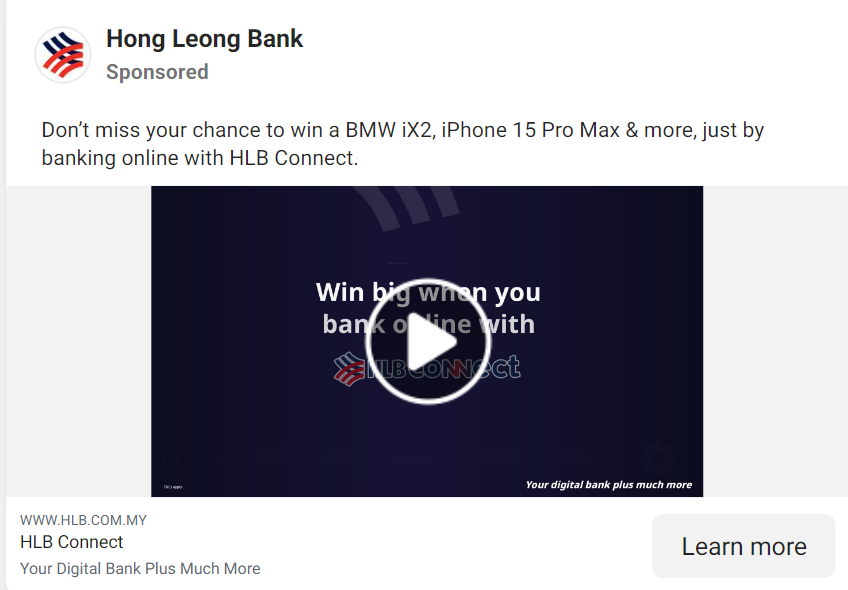 Hong Leong Bank
Sponsored
Don’t miss your chance to win a BMW iX2, iPhone 15 Pro Max & more, just by
banking online with HLB Connect.
Win big when you
bank online with
HLB CONNect
T&Cs apply
Your digital bank plus much more
WWW.HLB.COM.MY
HLB Connect
Your Digital Bank Plus Much More
Learn more